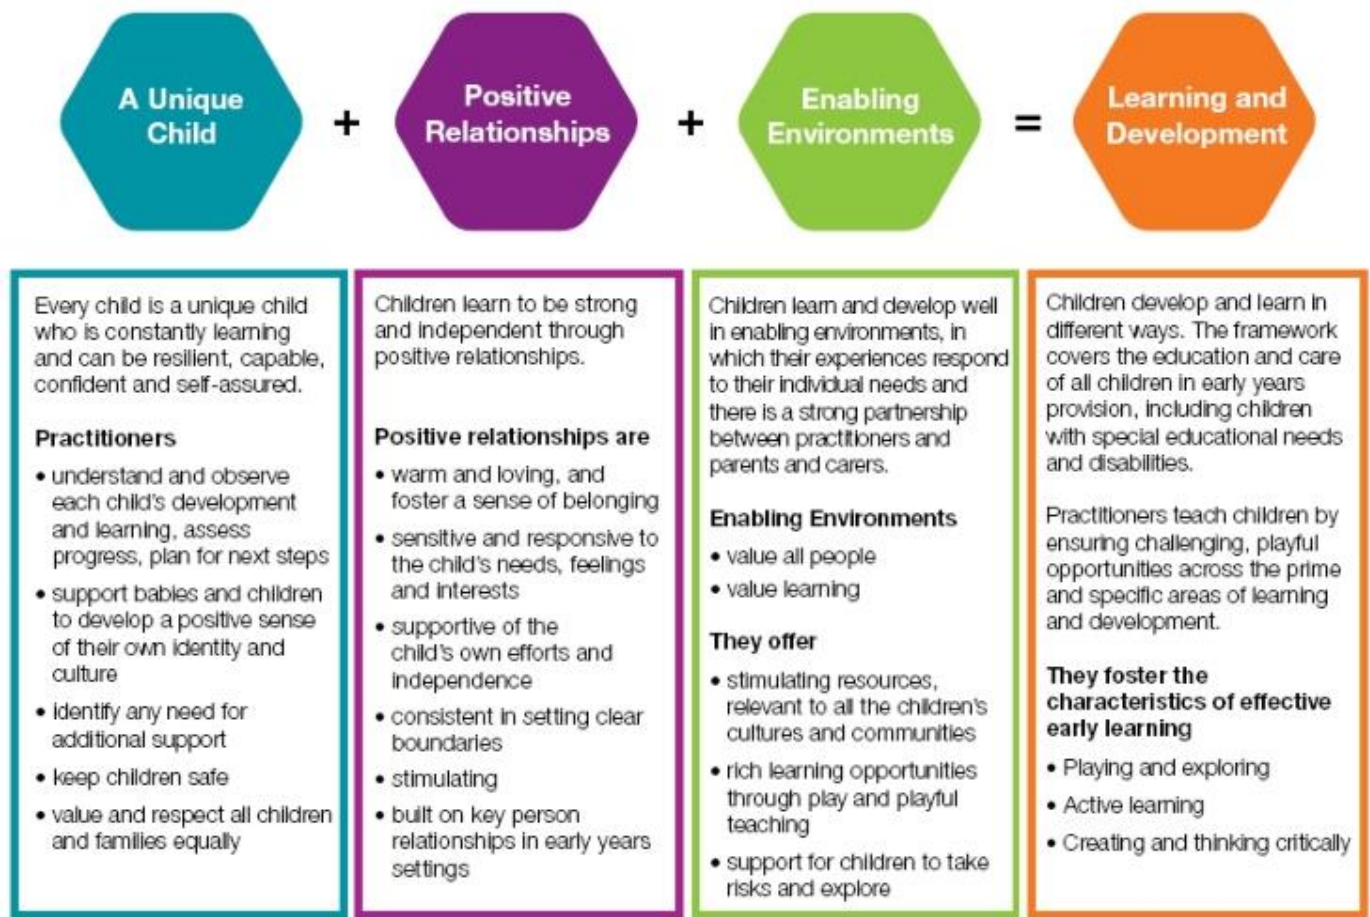 A Unique
Child
+
Positive
Relationships
+
Enabling
Environments
=
Learning and
Development
Every child is a unique child
who is constantly learning
and can be resilient, capable,
confident and self-assured.
Practitioners
• understand and observe
each child's development
and learning, assess
progress, plan for next steps
• support babies and children
to develop a positive sense
of their own identity and
culture
• identify any need for
additional support
• keep children safe
• value and respect all children
and families equally
Children learn to be strong
and independent through
positive relationships.
Positive relationships are
• warm and loving, and
foster a sense of belonging
• sensitive and responsive to
the child's needs, feelings
and interests
• supportive of the
child's own efforts and
independence
• consistent in setting clear
boundaries
• stimulating
• built on key person
relationships in early years
settings
Children learn and develop well
in enabling environments, in
which their experiences respond
to their individual needs and
there is a strong partnership
between practitioners and
parents and carers.
Enabling Environments
• value all people
• value learning
They offer
• stimulating resources,
relevant to all the children's
cultures and communities
• rich learning opportunities
through play and playful
teaching
• support for children to take
risks and explore
Children develop and learn in
different ways. The framework
covers the education and care
of all children in early years
provision, including children
with special educational needs
and disabilities.
Practitioners teach children by
ensuring challenging, playful
opportunities across the prime
and specific areas of learning
and development.
They foster the
characteristics of effective
early learning
• Playing and exploring
• Active learning
• Creating and thinking critically